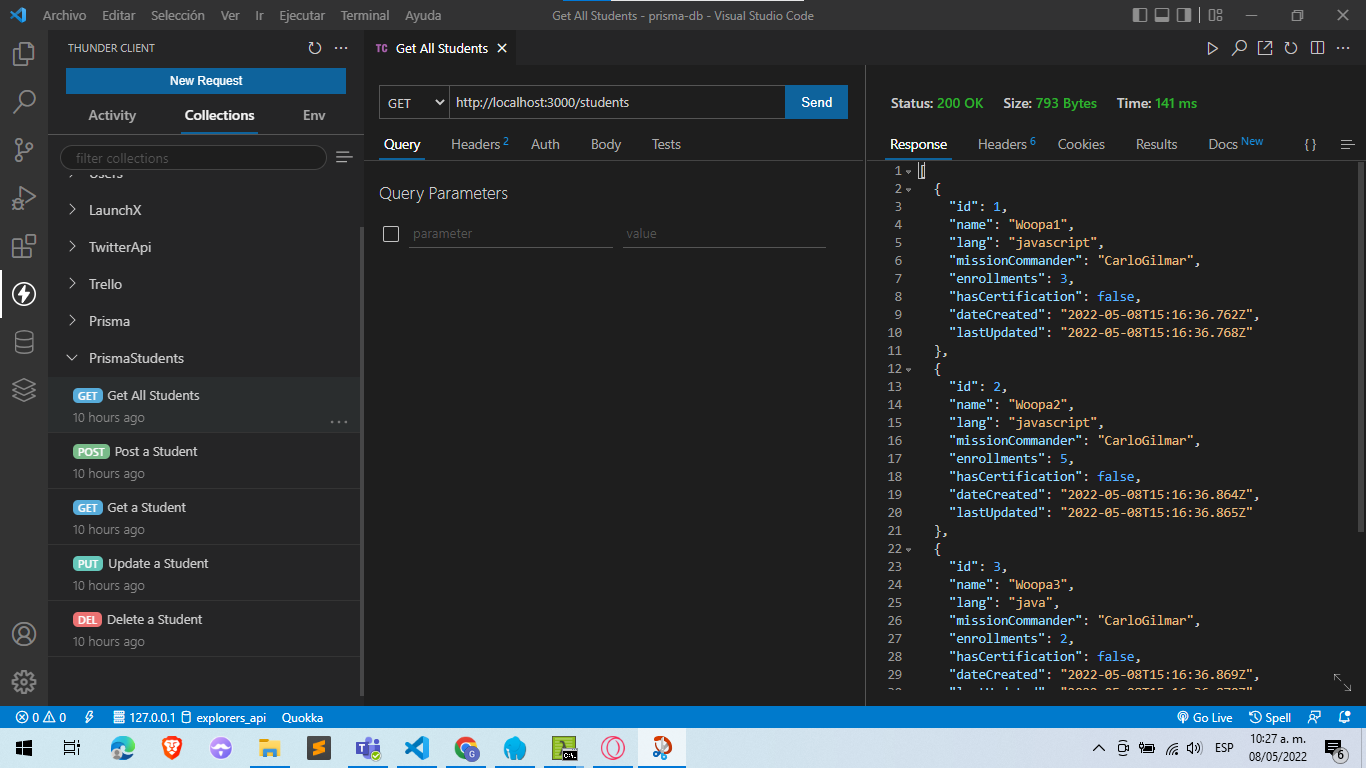 Archivo Editar Selección Ver Ir Ejecutar Terminal Ayuda Get All Students - prisma-db - Visual Studio Code
THUNDER CLIENT
New Request
Activity Collections Env
filter collections
Users
LaunchX
TwitterApi
Trello
Prisma
PrismaStudents
GET Get All Students
10 hours ago
POST Post a Student
10 hours ago
GET Get a Student
10 hours ago
PUT Update a Student
10 hours ago
DEL Delete a Student
10 hours ago
TC Get All Students
GET http://localhost:3000/students Send
Query Headers 2 Auth Body Tests
Query Parameters
parameter value
Status: 200 OK Size: 793 Bytes Time: 141 ms
Response Headers 6 Cookies Results Docs New { }
1 [
2 {
3 "id": 1,
4 "name": "Woopa1",
5 "lang": "javascript",
6 "missionCommander": "CarloGilmar",
7 "enrollments": 3,
8 "hasCertification": false,
9 "dateCreated": "2022-05-08T15:16:36.762Z",
10 "lastUpdated": "2022-05-08T15:16:36.768Z"
11 },
12 {
13 "id": 2,
14 "name": "Woopa2",
15 "lang": "javascript",
16 "missionCommander": "CarloGilmar",
17 "enrollments": 5,
18 "hasCertification": false,
19 "dateCreated": "2022-05-08T15:16:36.864Z",
20 "lastUpdated": "2022-05-08T15:16:36.865Z"
21 },
22 {
23 "id": 3,
24 "name": "Woopa3",
25 "lang": "java",
26 "missionCommander": "CarloGilmar",
27 "enrollments": 2,
28 "hasCertification": false,
29 "dateCreated": "2022-05-08T15:16:36.869Z",
0 0 127.0.0.1 explorers_api Quokka Go Live Spell
ESP 10:27 a. m.
08/05/2022 6